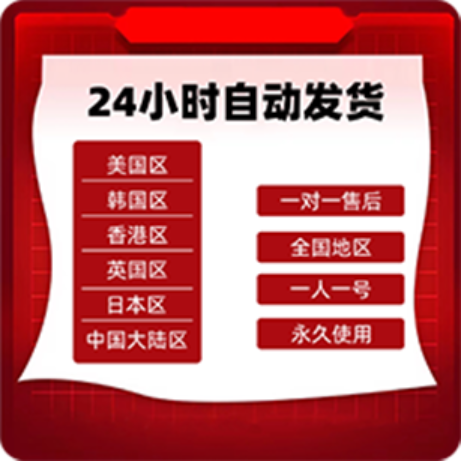 24小时自动发货
美国区
韩国区
香港区
英国区
日本区
中国大陆区
一对一售后
全国地区
一人一号
永久使用